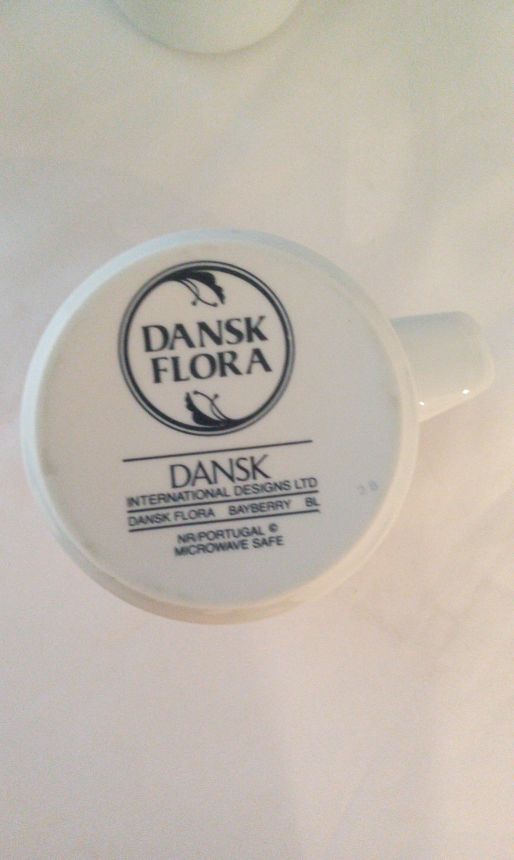 DANSK
FLORA
DANSK
INTERNATIONAL DESIGNS LTD
DANSK FLORA BAYBERRY BL
NR/PORTUGAL ©
MICROWAVE SAFE